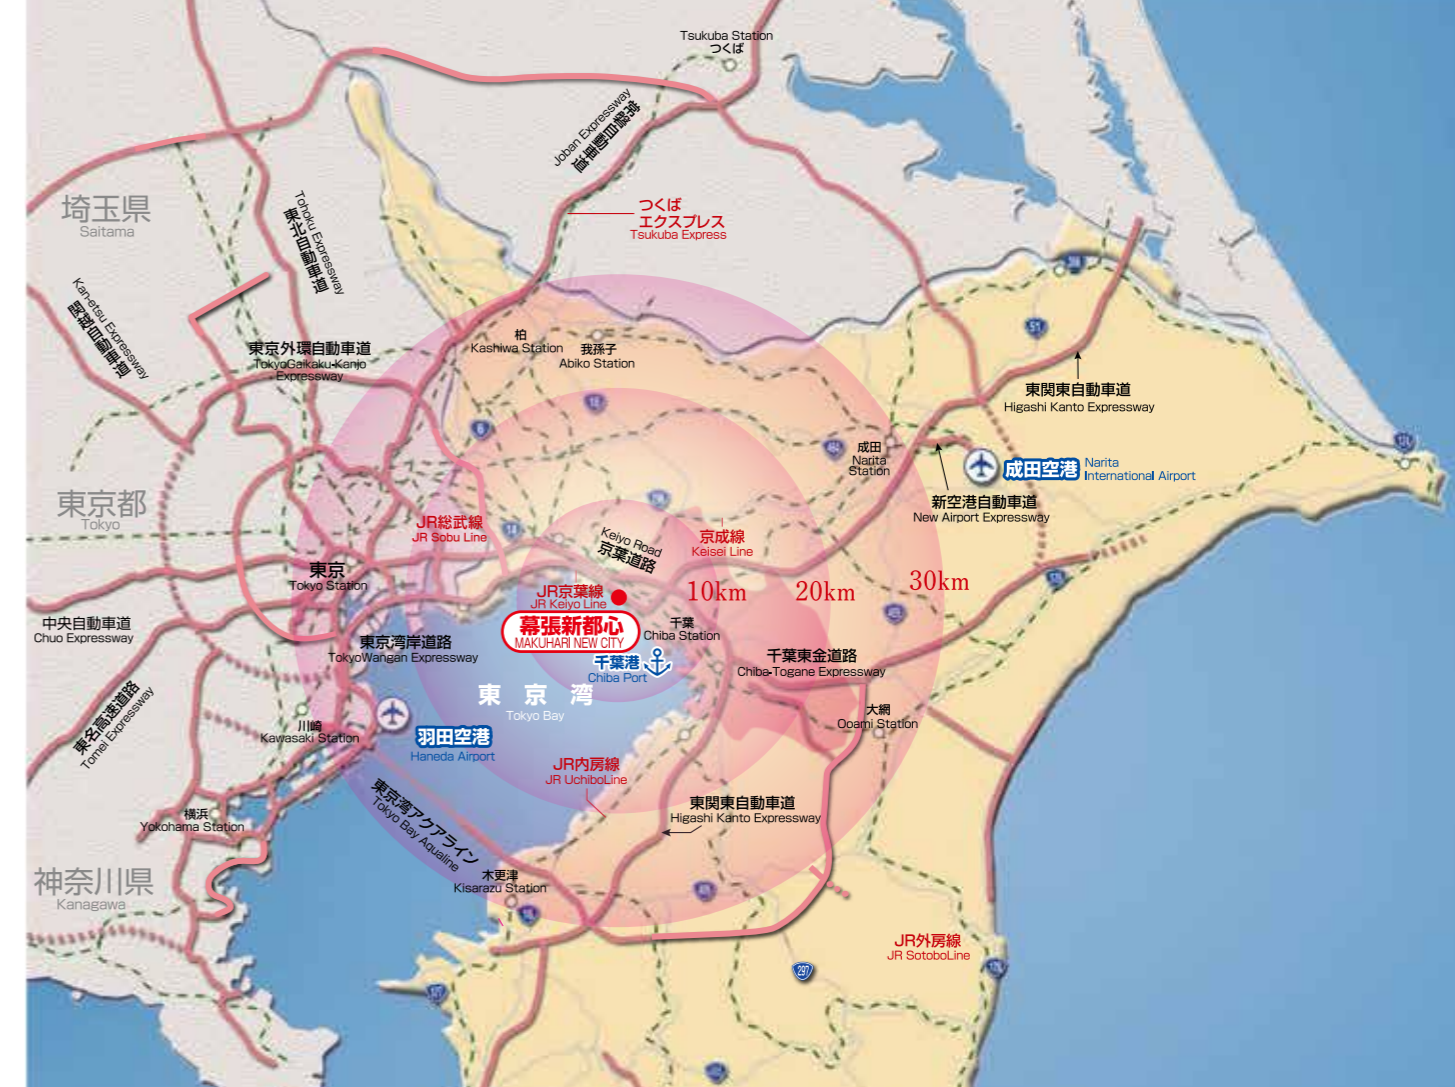 Tsukuba Station
つくば
Joban Expressway
常磐自動車道
埼玉県
Saitama
Tohoku Expressway
東北自動車道
つくば
エクスプレス
Tsukuba Express
Kan-etsu Expressway
関越自動車道
東京外環自動車道
TokyoGaikaku-Kanjo
Expressway
柏
Kashiwa Station
我孫子
Abiko Station
51
16
6
東関東自動車道
Higashi Kanto Expressway
成田
Narita
Station
成田空港
Narita
International Airport
新空港自動車道
New Airport Expressway
東京都
Tokyo
JR総武線
JR Sobu Line
14
Keiyo Road
京葉道路
京成線
Keisei Line
東京
Tokyo Station
JR京葉線
JR Keiyo Line
10km
20km
30km
中央自動車道
Chuo Expressway
幕張新都心
MAKUHARI NEW CITY
千葉
Chiba Station
東京湾岸道路
TokyoWangan Expressway
千葉港
Chiba Port
千葉東金道路
Chiba-Togane Expressway
東名高速道路
Tomei Expressway
東京湾
Tokyo Bay
川崎
Kawasaki Station
羽田空港
Haneda Airport
大網
Ooami Station
JR内房線
JR UchiboLine
東京湾アクアライン
Tokyo Bay Aqualine
東関東自動車道
Higashi Kanto Expressway
横浜
Yokohama Station
木更津
Kisarazu Station
神奈川県
Kanagawa
16
JR外房線
JR SotoboLine
297